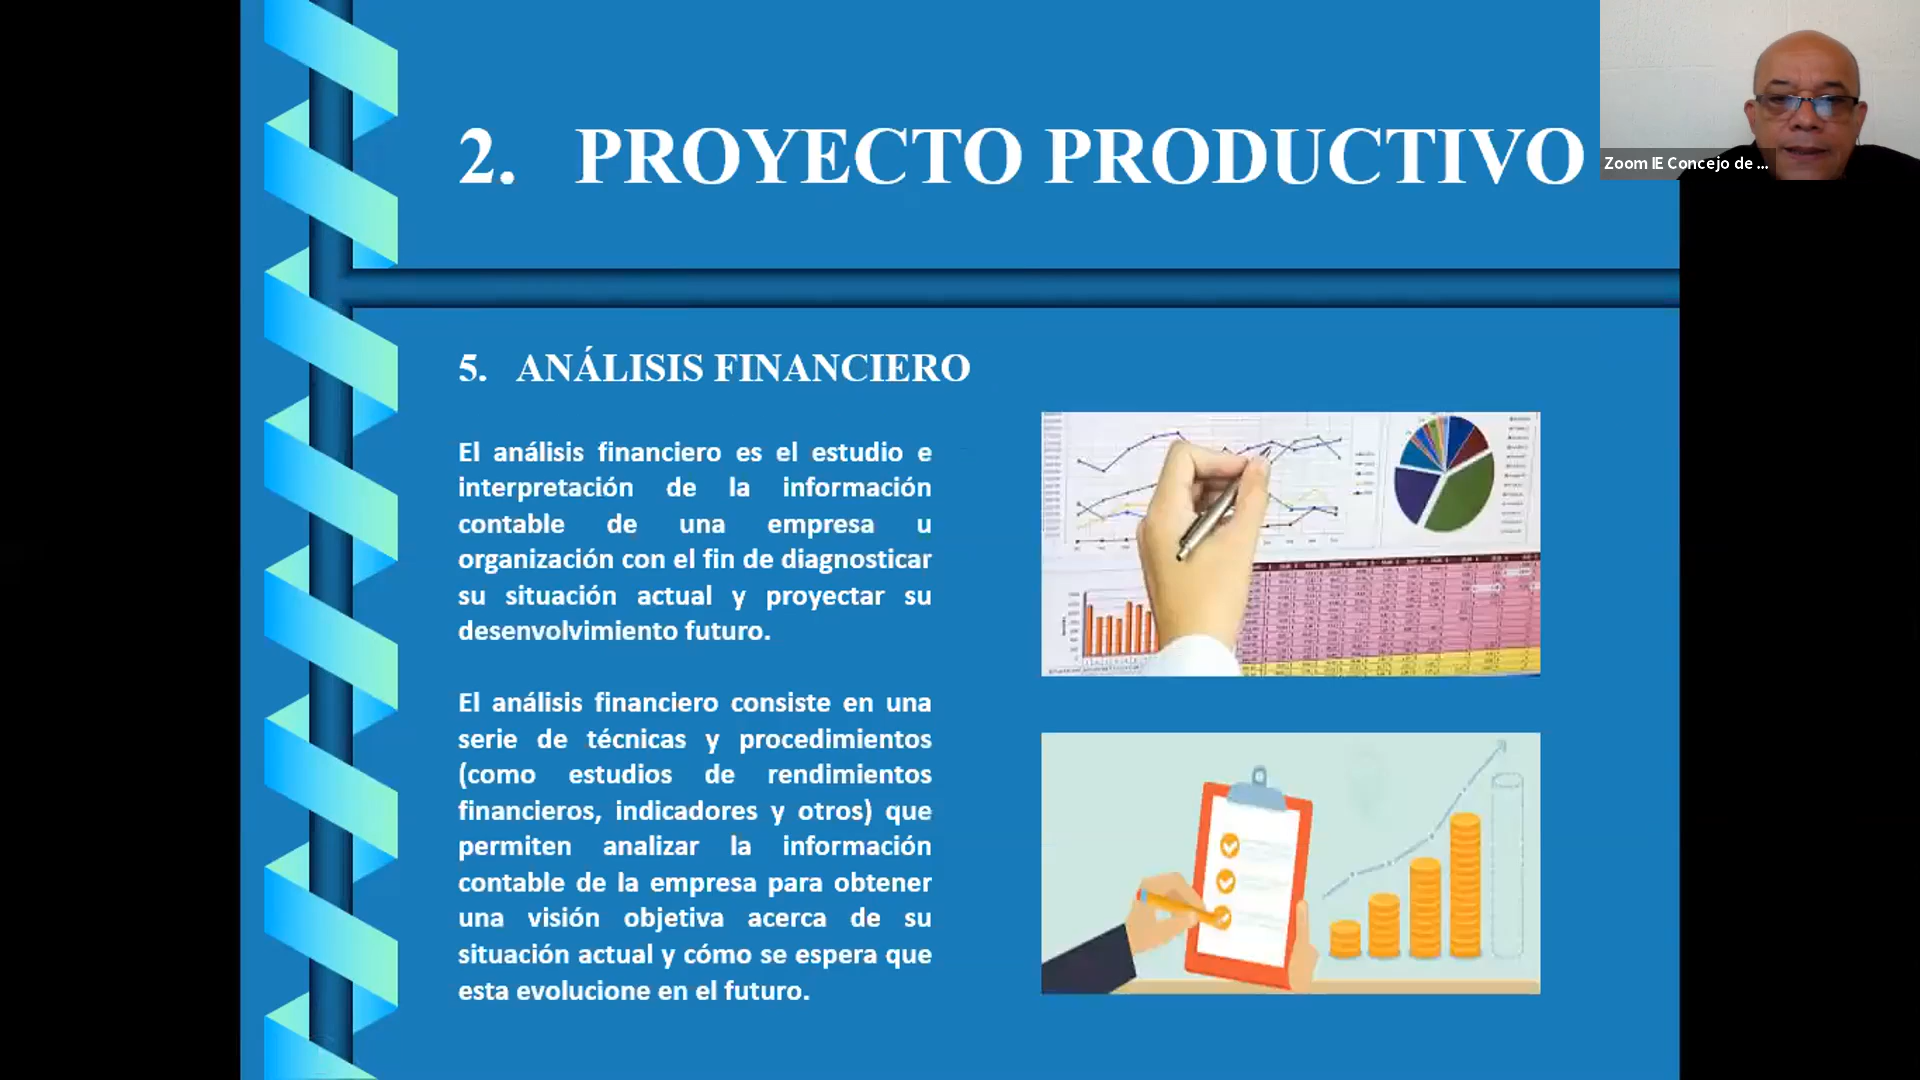 2. PROYECTO PRODUCTIVO
Zoom IE Concejo de ...
5. ANÁLISIS FINANCIERO
El análisis financiero es el estudio e
interpretación de la información
contable de una empresa u
organización con el fin de diagnosticar
su situación actual y proyectar su
desenvolvimiento futuro.
El análisis financiero consiste en una
serie de técnicas y procedimientos
(como estudios de rendimientos
financieros, indicadores y otros) que
permiten analizar la información
contable de la empresa para obtener
una visión objetiva acerca de su
situación actual y cómo se espera que
esta evolucione en el futuro.